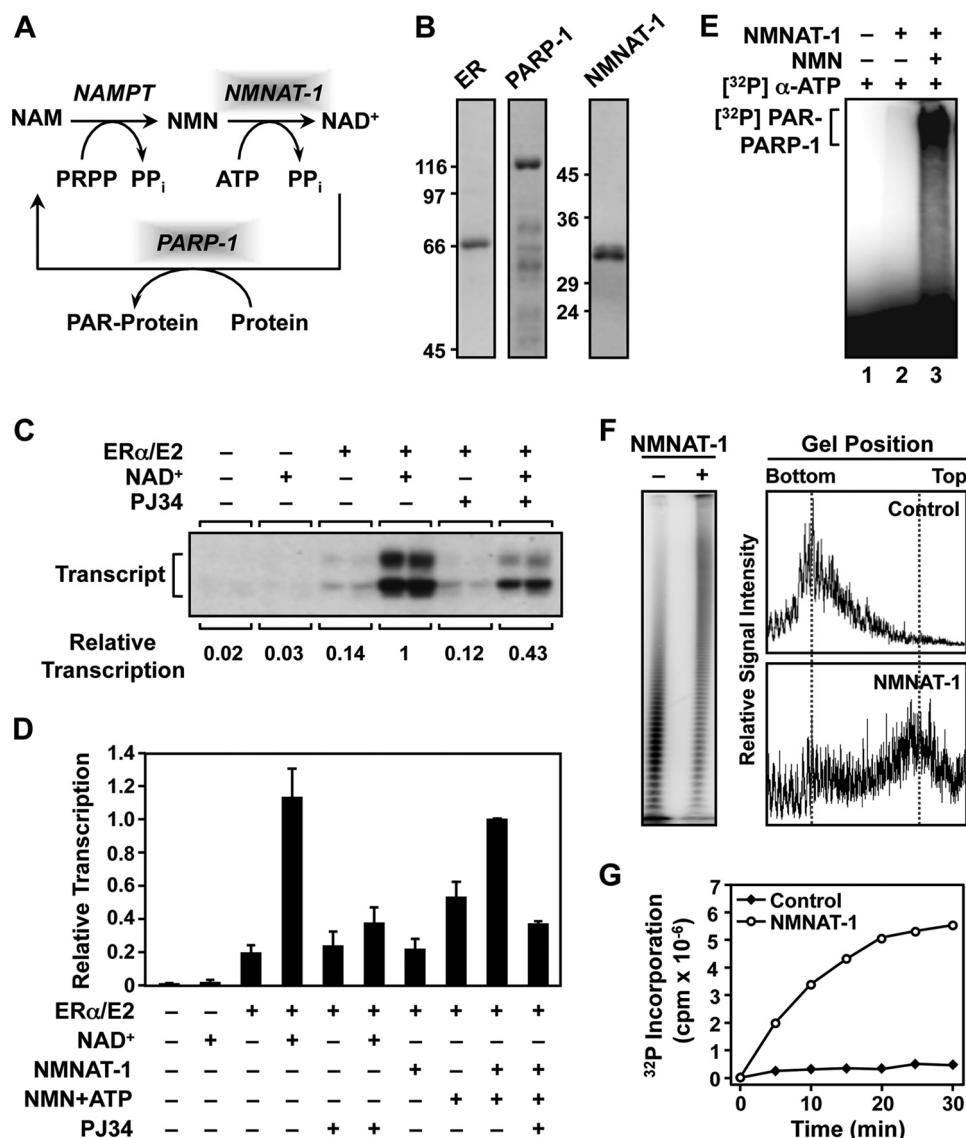 A
NAMPT NMNAT-1
NAM NMN NAD+
PRPP PPi ATP PPi
PARP-1
PAR-Protein Protein
B
ER PARP-1 NMNAT-1
116
97
66
45
45
36
29
24
E
NMNAT-1 – + +
NMN – – +
[32P] α-ATP + + +
[32P] PAR-
PARP-1
1 2 3
C
ERα/E2 – – + + + +
NAD+ – + – + – +
PJ34 – – – – + +
Transcript
Relative
Transcription
0.02 0.03 0.14 1 0.12 0.43
D
Relative Transcription
1.4
1.2
1.0
0.8
0.6
0.4
0.2
0
ERα/E2 – – + + + + + + + +
NAD+ – + – + – + – – – –
NMNAT-1 – – – – – – + – + +
NMN+ATP – – – – – – – + + +
PJ34 – – – – + + – – – +
F
NMNAT-1
– +
Gel Position
Bottom Top
Control
NMNAT-1
Relative Signal Intensity
G
32P Incorporation
(cpm x 10-6)
7
6
5
4
3
2
1
0
Control
NMNAT-1
0 10 20 30
Time (min)